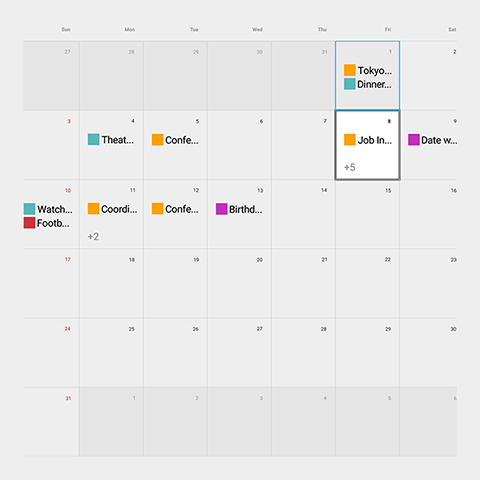 Sun Mon Tue Wed Thu Fri Sat
27 28 29 30 31 1 2
Tokyo...
Dinner...
3 4 5 6 7 8 9
Theat... Confe... Job In... Date w...
+5
10 11 12 13 14 15 16
Watch... Coordi... Confe... Birthd...
Footb...
+2
17 18 19 20 21 22 23
24 25 26 27 28 29 30
31 1 2 3 4 5 6